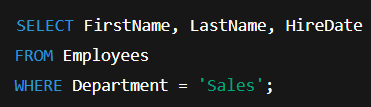 SELECT FirstName, LastName, HireDate
FROM Employees
WHERE Department = 'Sales';